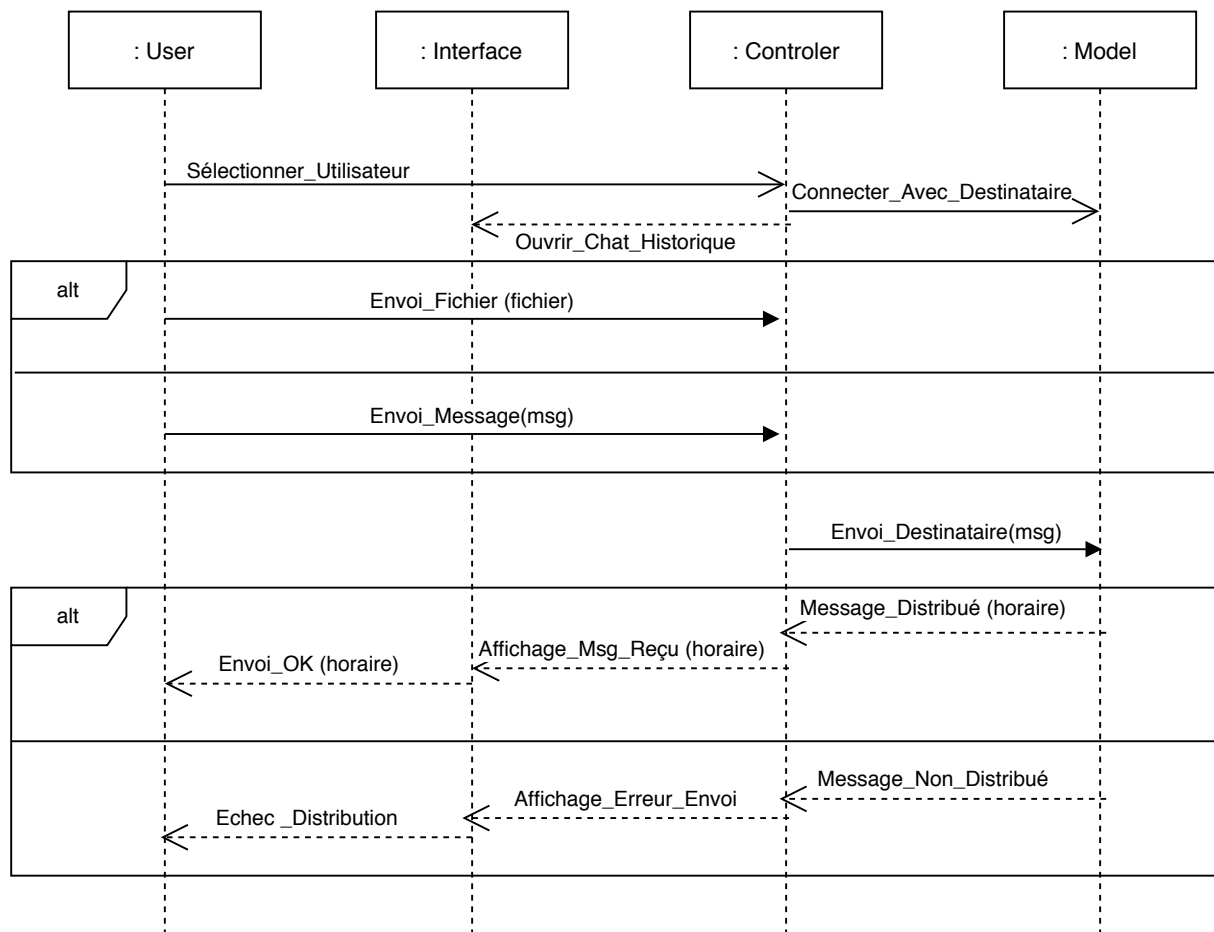 : User
: Interface
: Controler
: Model
Sélectionner_Utilisateur
Connecter_Avec_Destinataire
Ouvrir_Chat_Historique
alt
Envoi_Fichier (fichier)
Envoi_Message(msg)
Envoi_Destinataire(msg)
alt
Message_Distribué (horaire)
Affichage_Msg_Reçu (horaire)
Envoi_OK (horaire)
Message_Non_Distribué
Affichage_Erreur_Envoi
Echec _Distribution